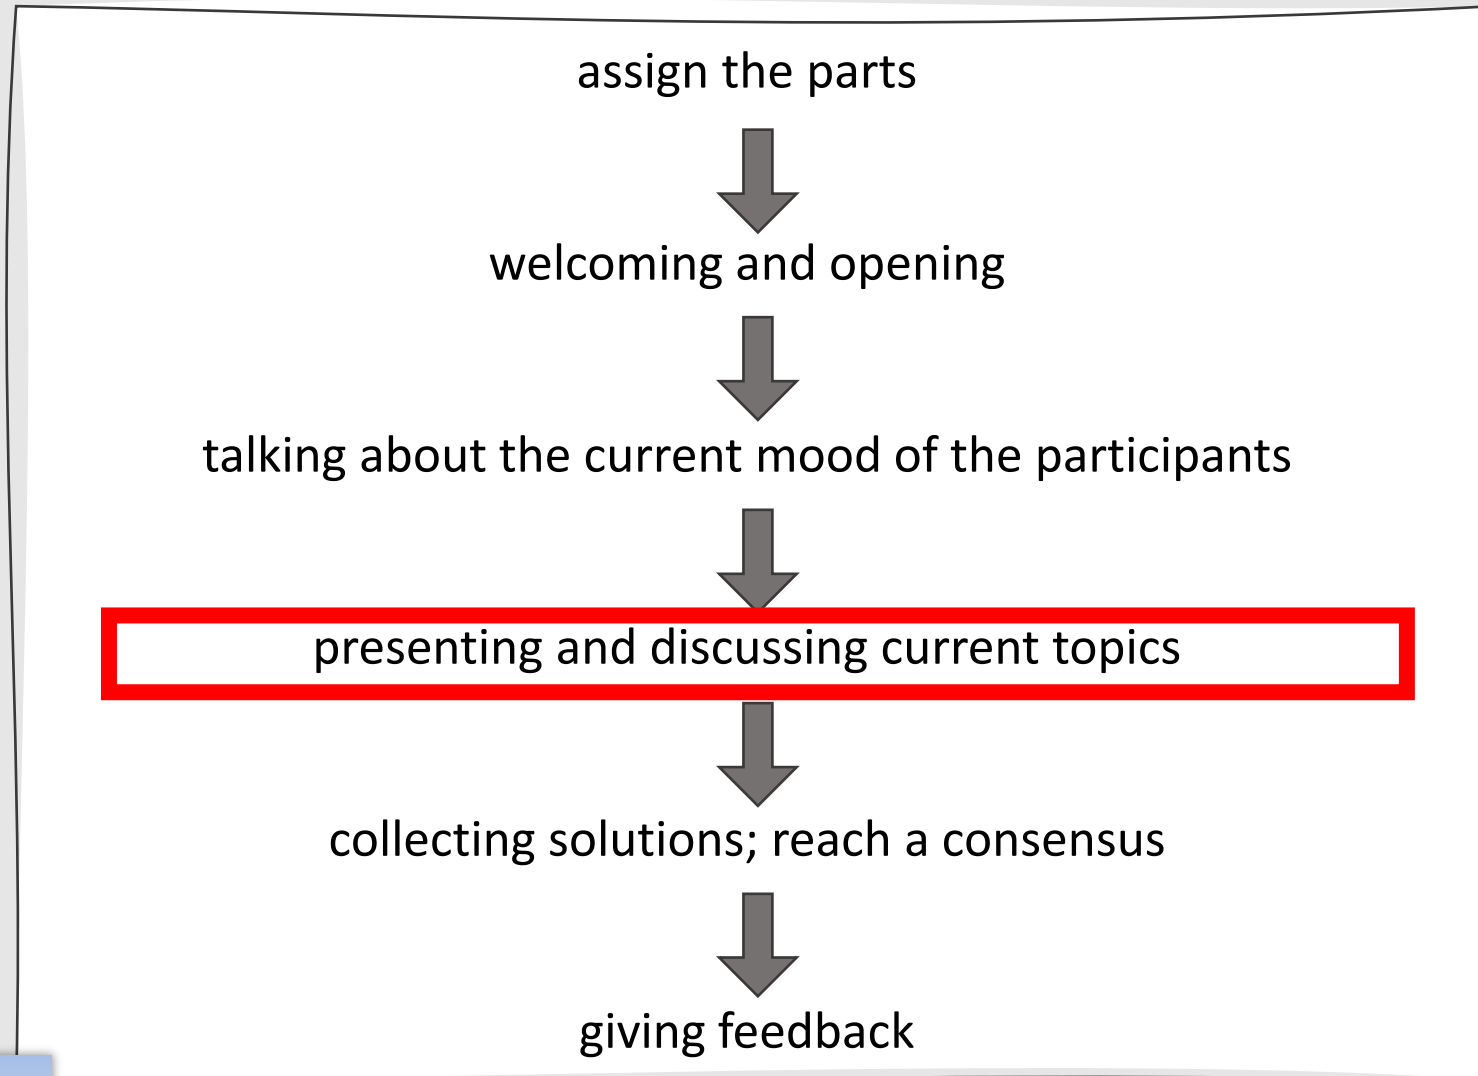 assign the parts
welcoming and opening
talking about the current mood of the participants
presenting and discussing current topics
collecting solutions; reach a consensus
giving feedback